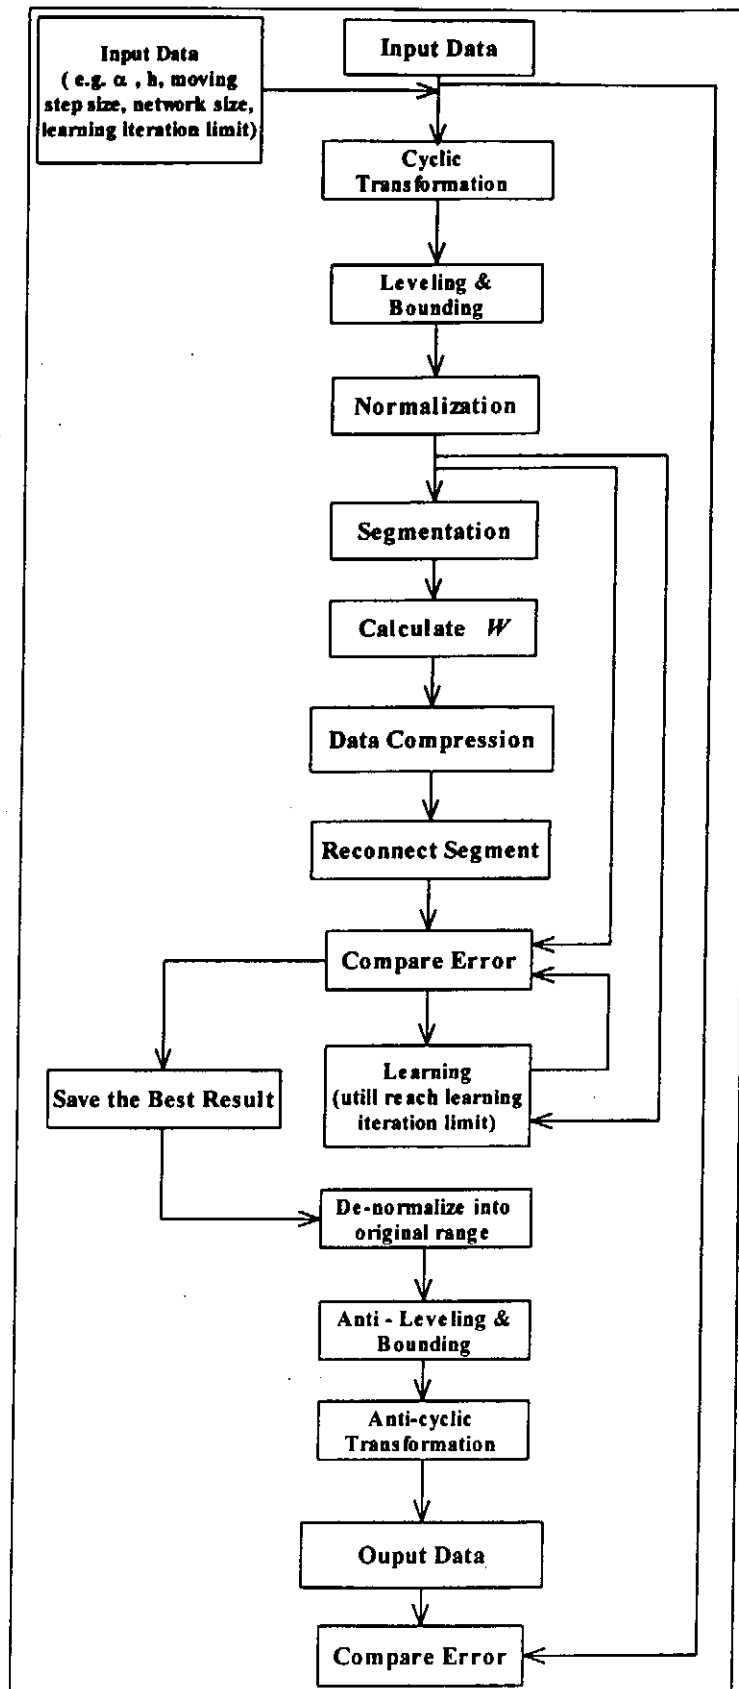 Input Data
( e.g. α , h, moving
step size, network size,
learning iteration limit)
Input Data
Cyclic
Transformation
Leveling &
Bounding
Normalization
Segmentation
Calculate W
Data Compression
Reconnect Segment
Compare Error
Learning
(utill reach learning
iteration limit)
Save the Best Result
De-normalize into
original range
Anti - Leveling &
Bounding
Anti-cyclic
Transformation
Ouput Data
Compare Error